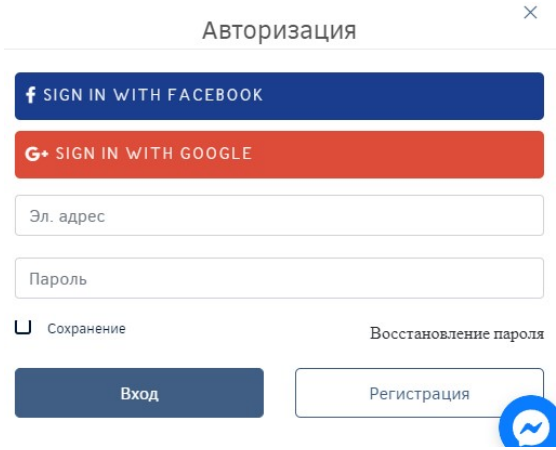 Авторизация
SIGN IN WITH FACEBOOK
G+ SIGN IN WITH GOOGLE
Эл. адрес
Пароль
Сохранение
Восстановление пароля
Вход
Регистрация